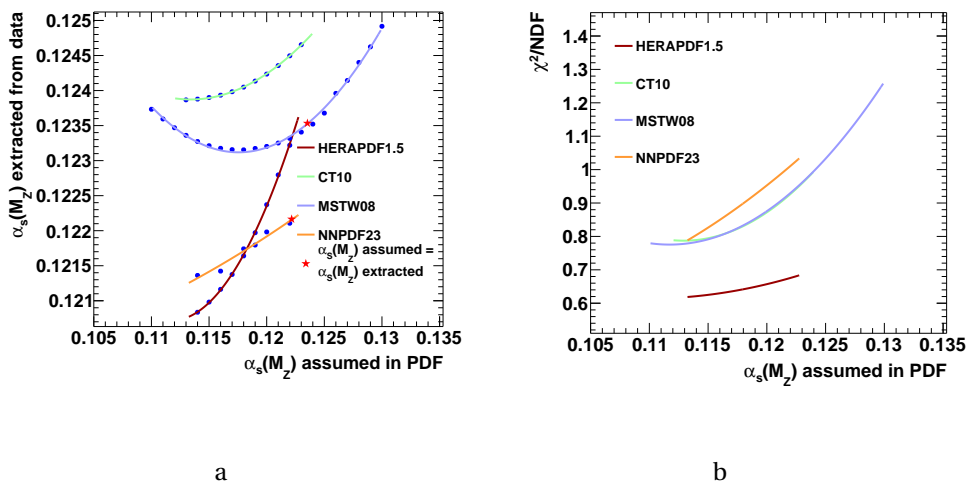 αs(MZ) extracted from data
0.125
0.1245
0.124
0.1235
0.123
0.1225
0.122
0.1215
0.121
HERAPDF1.5
CT10
MSTW08
NNPDF23
αs(MZ) assumed =
αs(MZ) extracted
0.105 0.11 0.115 0.12 0.125 0.13 0.135
αs(MZ) assumed in PDF
a
χ²/NDF
1.4
1.3
1.2
1.1
1
0.9
0.8
0.7
0.6
HERAPDF1.5
CT10
MSTW08
NNPDF23
0.105 0.11 0.115 0.12 0.125 0.13 0.135
αs(MZ) assumed in PDF
b